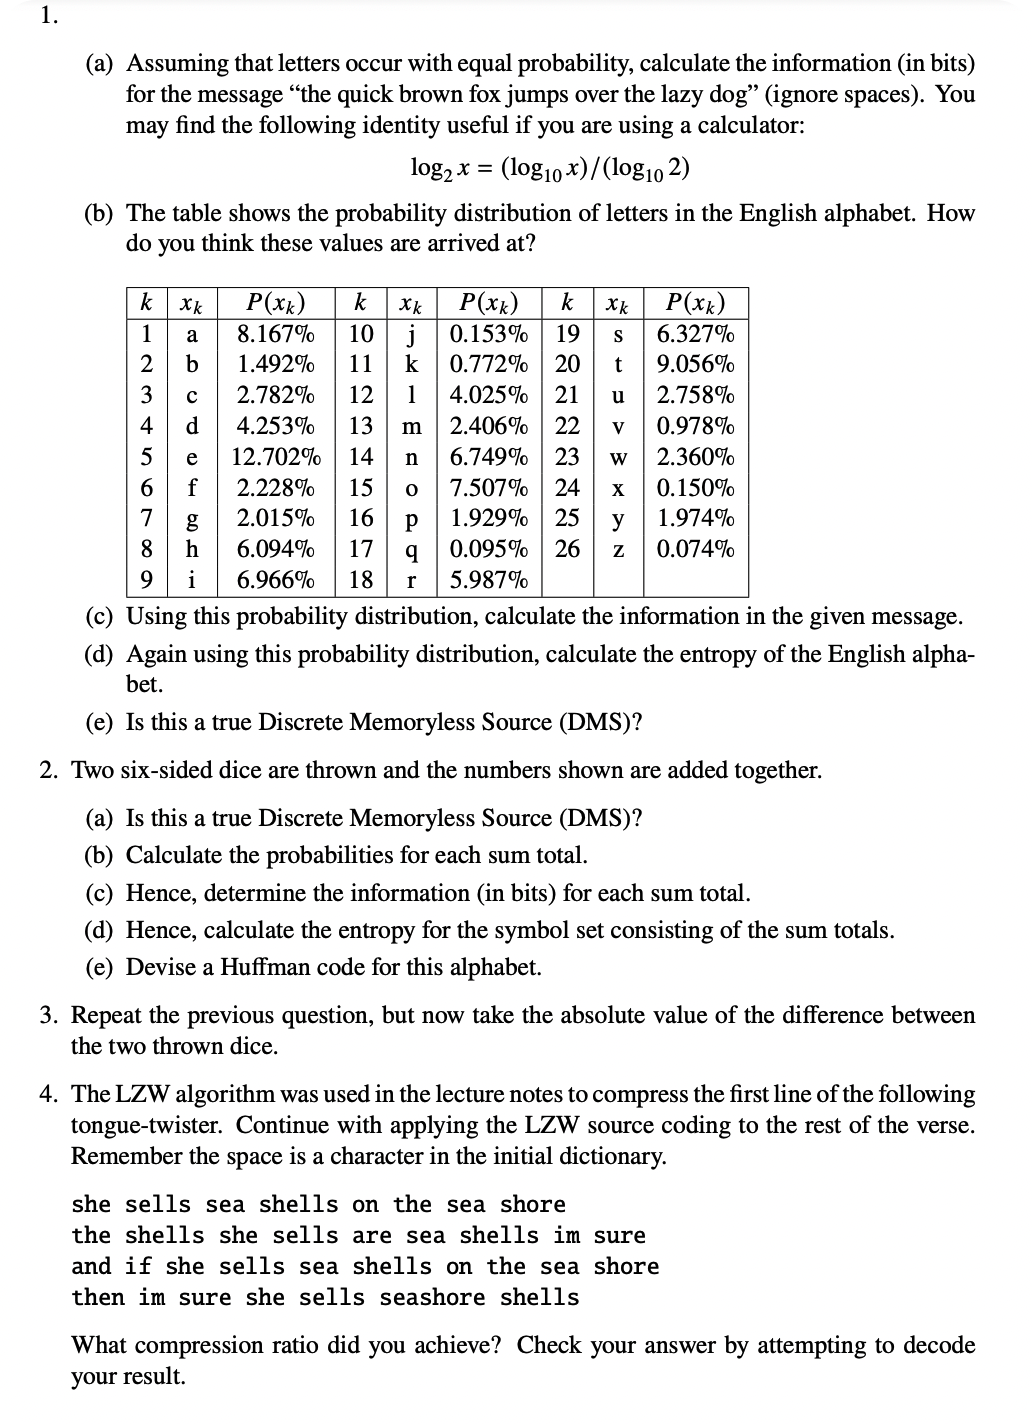 1.
(a) Assuming that letters occur with equal probability, calculate the information (in bits)
for the message “the quick brown fox jumps over the lazy dog” (ignore spaces). You
may find the following identity useful if you are using a calculator:
log₂ x = (log₁₀ x)/(log₁₀ 2)
(b) The table shows the probability distribution of letters in the English alphabet. How
do you think these values are arrived at?
k xₖ P(xₖ) k xₖ P(xₖ) k xₖ P(xₖ)
1 a 8.167% 10 j 0.153% 19 s 6.327%
2 b 1.492% 11 k 0.772% 20 t 9.056%
3 c 2.782% 12 l 4.025% 21 u 2.758%
4 d 4.253% 13 m 2.406% 22 v 0.978%
5 e 12.702% 14 n 6.749% 23 w 2.360%
6 f 2.228% 15 o 7.507% 24 x 0.150%
7 g 2.015% 16 p 1.929% 25 y 1.974%
8 h 6.094% 17 q 0.095% 26 z 0.074%
9 i 6.966% 18 r 5.987%
(c) Using this probability distribution, calculate the information in the given message.
(d) Again using this probability distribution, calculate the entropy of the English alpha-
bet.
(e) Is this a true Discrete Memoryless Source (DMS)?
2. Two six-sided dice are thrown and the numbers shown are added together.
(a) Is this a true Discrete Memoryless Source (DMS)?
(b) Calculate the probabilities for each sum total.
(c) Hence, determine the information (in bits) for each sum total.
(d) Hence, calculate the entropy for the symbol set consisting of the sum totals.
(e) Devise a Huffman code for this alphabet.
3. Repeat the previous question, but now take the absolute value of the difference between
the two thrown dice.
4. The LZW algorithm was used in the lecture notes to compress the first line of the following
tongue-twister. Continue with applying the LZW source coding to the rest of the verse.
Remember the space is a character in the initial dictionary.
she sells sea shells on the sea shore
the shells she sells are sea shells im sure
and if she sells sea shells on the sea shore
then im sure she sells seashore shells
What compression ratio did you achieve? Check your answer by attempting to decode
your result.